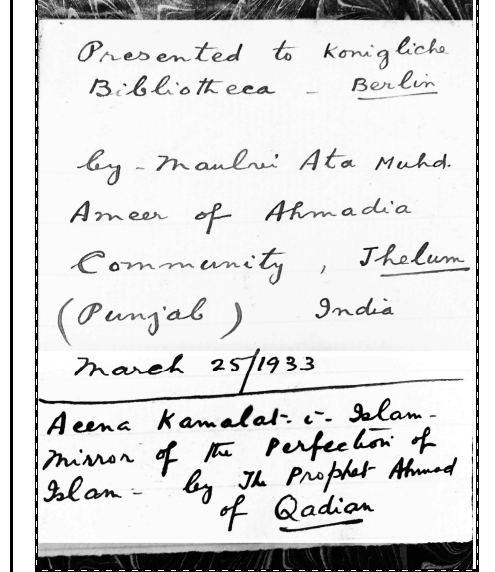 Presented to Konigliche
Bibliotheca - Berlin
by - Maulvi Ata Muhd.
Ameer of Ahmadia
Community, Jhelum
(Punjab) India
March 25/1933
Aeena Kamalat-i-Islam-
Mirror of the Perfection of
Islam - by The Prophet Ahmad
of Qadian